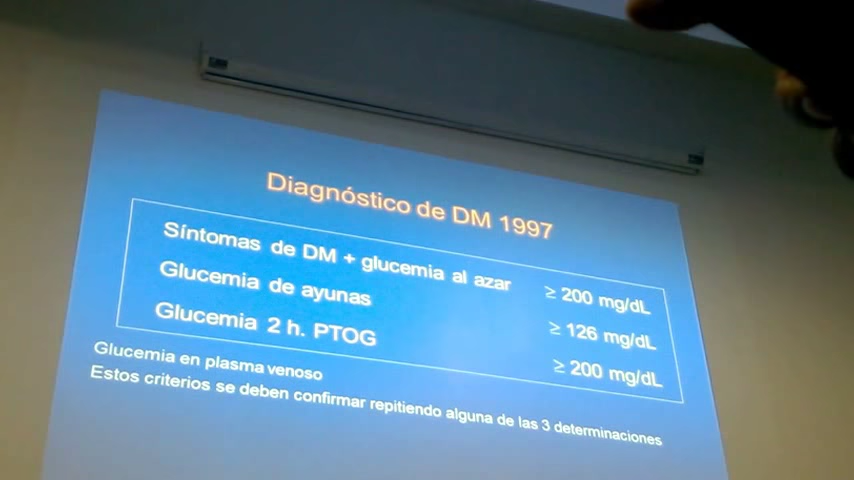 Diagnóstico de DM 1997
Síntomas de DM + glucemia al azar ≥ 200 mg/dL
Glucemia de ayunas ≥ 126 mg/dL
Glucemia 2 h. PTOG ≥ 200 mg/dL
Glucemia en plasma venoso
Estos criterios se deben confirmar repitiendo alguna de las 3 determinaciones